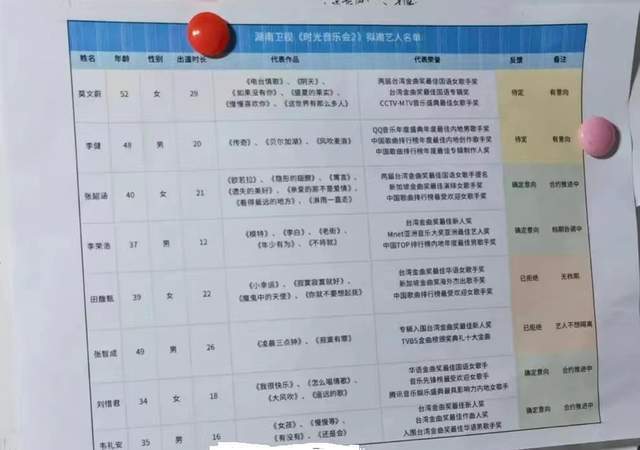 湖南卫视《时光音乐会2》拟邀艺人名单
姓名 年龄 性别 出道时长 代表作品 代表荣誉 反馈 备注
莫文蔚 52 女 29 《电台情歌》、《阴天》、 《如果没有你》、《盛夏的果实》、 《慢慢喜欢你》、《这世界有那么多人》 两届台湾金曲奖最佳国语女歌手奖 台湾金曲奖最佳国语专辑奖 CCTV-MTV音乐盛典最佳女歌手奖 待定 有意向
李健 48 男 20 《传奇》、《贝尔加湖》、《风吹麦浪》 QQ音乐年度盛典年度最佳内地男歌手奖 中国歌曲排行榜年度最佳内地创作歌手奖 中国歌曲排行榜年度最佳专辑制作人奖 待定 有意向
张韶涵 40 女 21 《欧若拉》、《隐形的翅膀》、《寓言》、 《遗失的美好》、《亲爱的那不是爱情》、 《看得最远的地方》、《淋雨一直走》 两届台湾金曲奖最佳国语女歌手提名 新加坡金曲奖最佳演绎女歌手奖 中国歌曲排行榜最受欢迎女歌手奖 确定意向 合约推进中
李荣浩 37 男 12 《模特》、《李白》、《老街》、 《年少有为》、《不将就》 台湾金曲奖最佳新人奖 Mnet亚洲音乐大奖亚洲最佳艺人奖 中国TOP排行榜内地年度最佳男歌手奖 确定意向 档期协调中
田馥甄 39 女 22 《小幸运》、《寂寞寂寞就好》、 《魔鬼中的天使》、《你就不要想起我》 台湾金曲奖最佳华语女歌手奖 新加坡金曲奖海外杰出歌手奖 中国歌曲排行榜最受欢迎女歌手奖 已拒绝 无档期
张智成 49 男 26 《凌晨三点钟》、《寂寞有罪》 专辑入围台湾金曲奖最佳新人奖 TVBS金曲榜颁奖典礼十大金曲 已拒绝 艺人不想隔离
刘惜君 34 女 18 《我很快乐》、《怎么唱情歌》、 《大风吹》、《遥远的歌》 华语金曲奖最佳国语女歌手 音乐先锋榜最受欢迎女歌手 腾讯音乐娱乐盛典最具影响力内地女歌手 确定意向 合约推进中
韦礼安 35 男 16 《女孩》、《慢慢等》、 《有没有》、《还是会》 台湾金曲奖最佳新人奖 台湾金曲奖最佳作曲人奖 入围台湾金曲奖最佳华语男歌手奖 确定意向 合约推进中